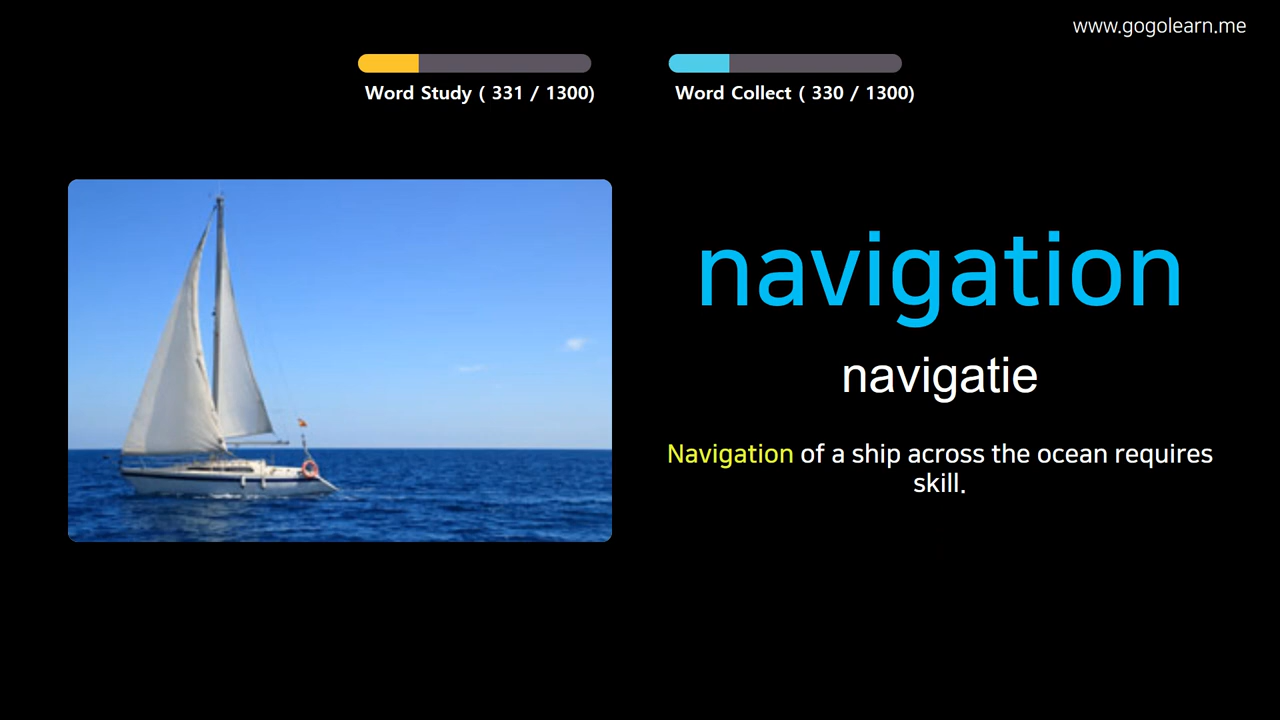 www.gogolearn.me
Word Study ( 331 / 1300)
Word Collect ( 330 / 1300)
navigation
navigatie
Navigation of a ship across the ocean requires
skill.